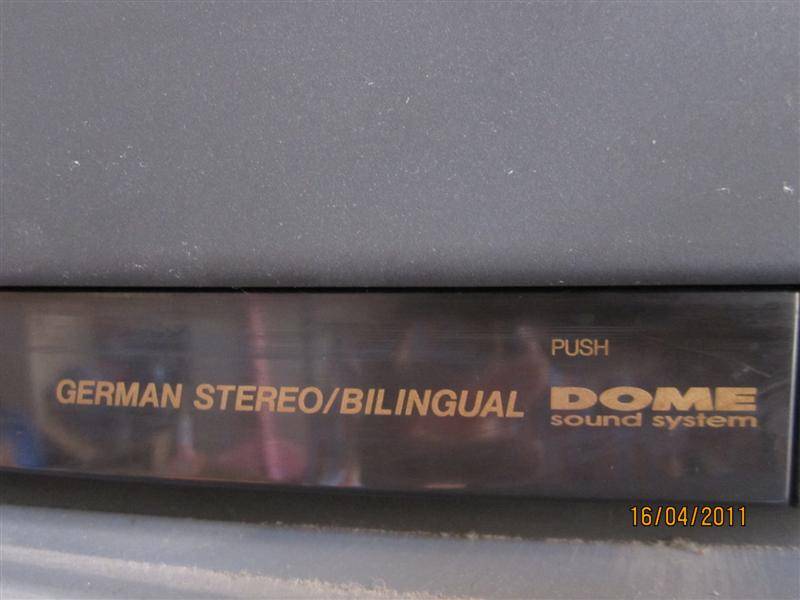 PUSH
GERMAN STEREO/BILINGUAL DOME
sound system
16/04/2011